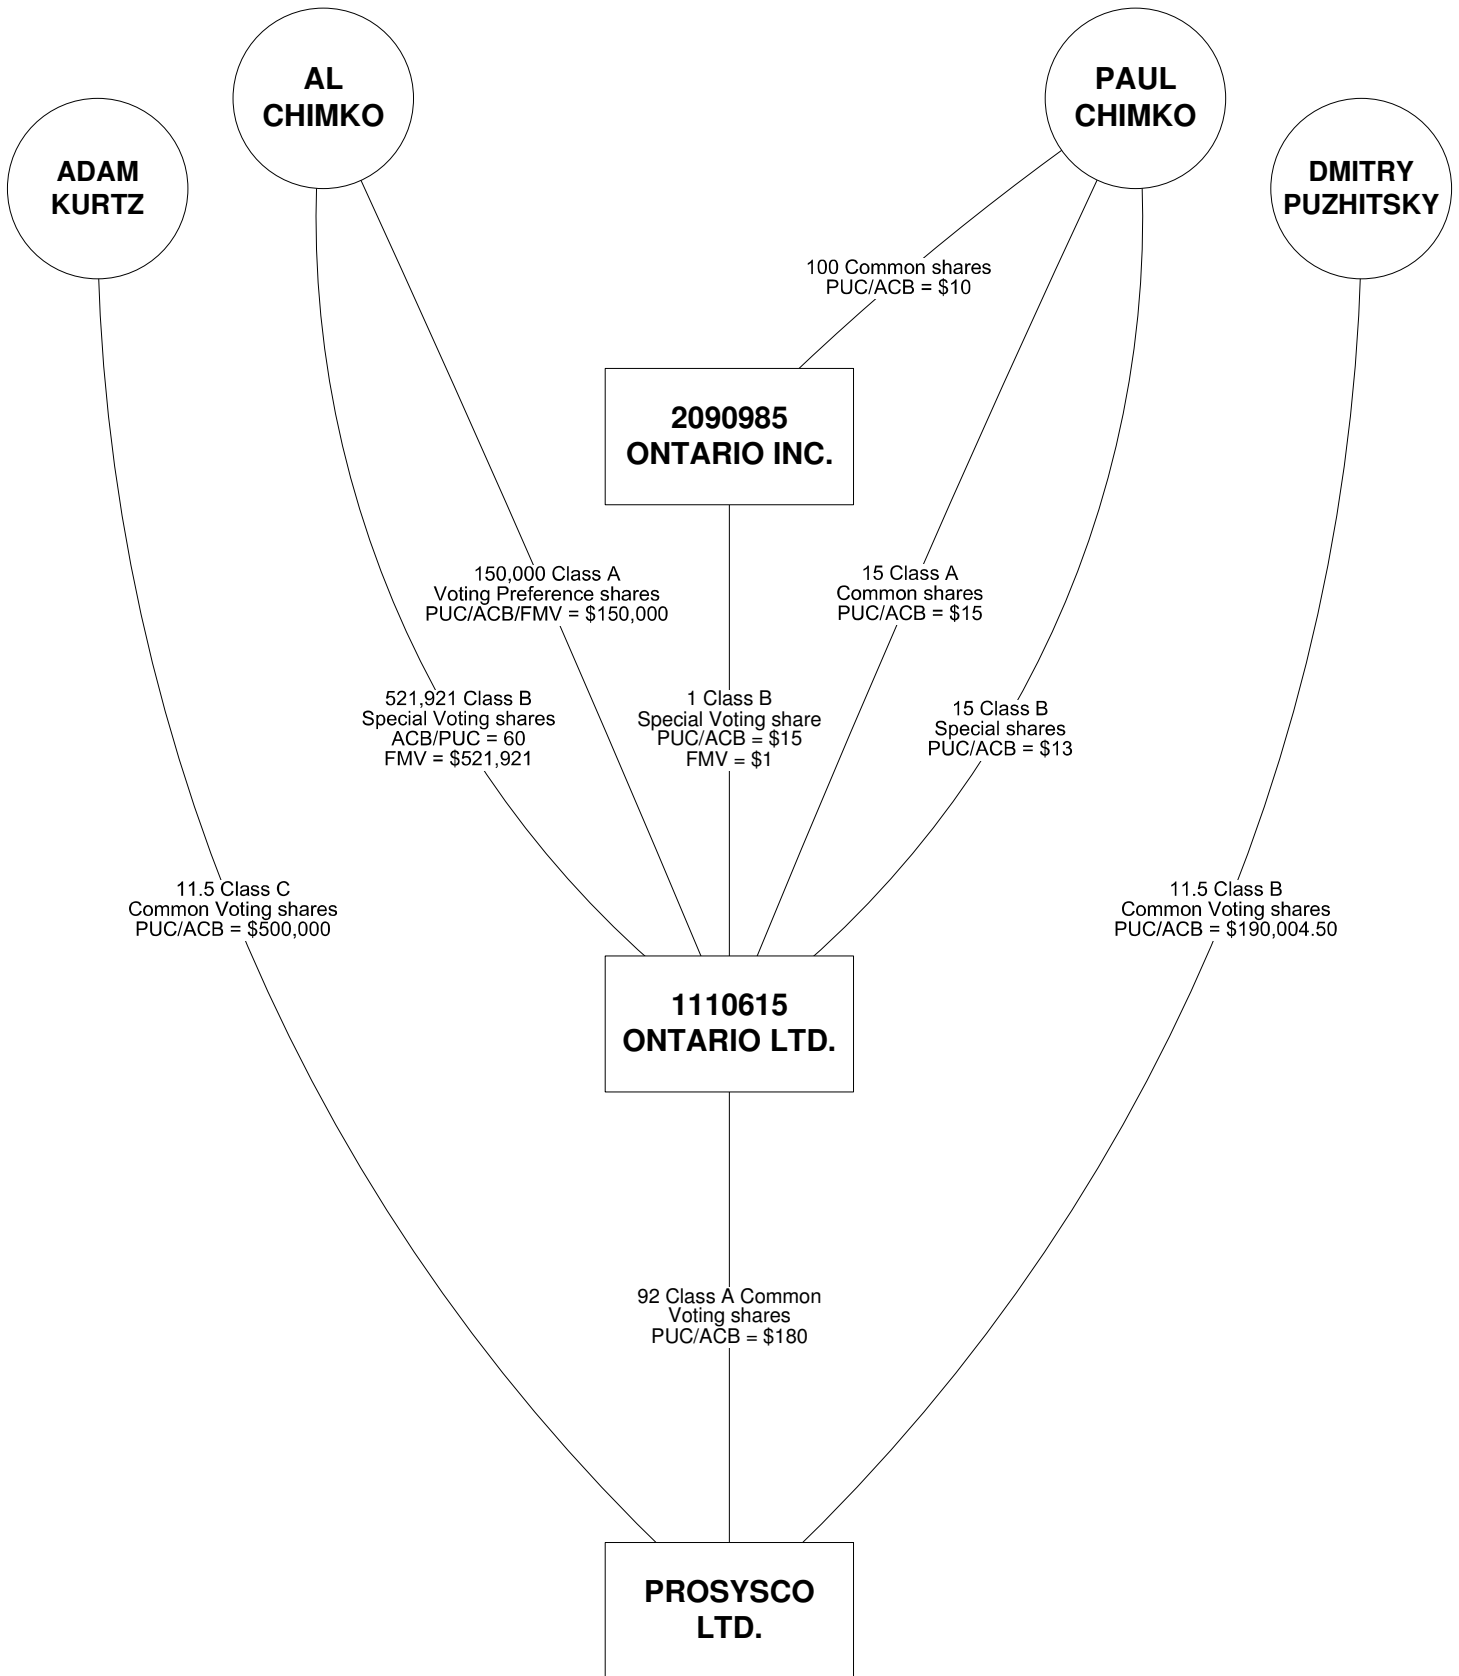 AL
CHIMKO
PAUL
CHIMKO
ADAM
KURTZ
DMITRY
PUZHITSKY
100 Common shares
PUC/ACB = $10
2090985
ONTARIO INC.
150,000 Class A
Voting Preference shares
PUC/ACB/FMV = $150,000
15 Class A
Common shares
PUC/ACB = $15
521,921 Class B
Special Voting shares
ACB/PUC = 60
FMV = $521,921
1 Class B
Special Voting share
PUC/ACB = $15
FMV = $1
15 Class B
Special shares
PUC/ACB = $13
11.5 Class C
Common Voting shares
PUC/ACB = $500,000
11.5 Class B
Common Voting shares
PUC/ACB = $190,004.50
1110615
ONTARIO LTD.
92 Class A Common
Voting shares
PUC/ACB = $180
PROSYSCO
LTD.